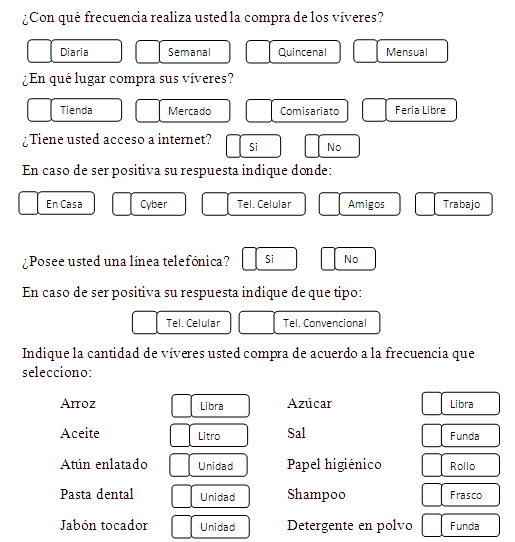 ¿Con qué frecuencia realiza usted la compra de los víveres?
Diaria Semanal Quincenal Mensual
¿En qué lugar compra sus víveres?
Tienda Mercado Comisariato Feria Libre
¿Tiene usted acceso a internet? Si No
En caso de ser positiva su respuesta indique donde:
En Casa Cyber Tel. Celular Amigos Trabajo
¿Posee usted una línea telefónica? Si No
En caso de ser positiva su respuesta indique de que tipo:
Tel. Celular Tel. Convencional
Indique la cantidad de víveres usted compra de acuerdo a la frecuencia que
selecciono:
Arroz Libra Azúcar Libra
Aceite Litro Sal Funda
Atún enlatado Unidad Papel higiénico Rollo
Pasta dental Unidad Shampoo Frasco
Jabón tocador Unidad Detergente en polvo Funda